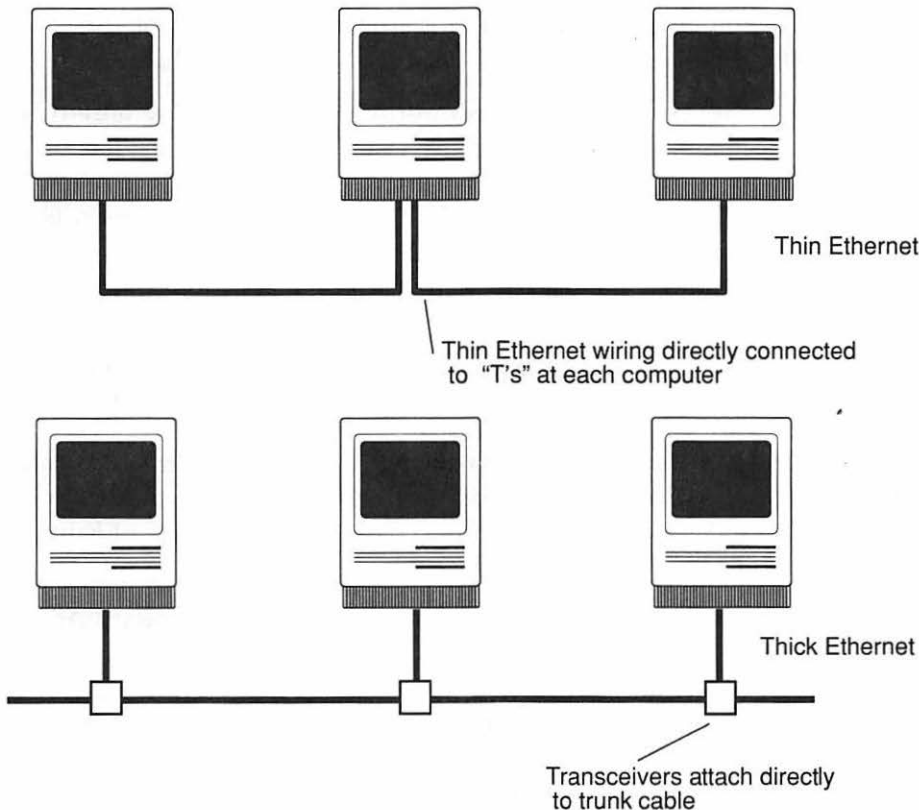 Thin Ethernet
Thin Ethernet wiring directly connected
to “T's” at each computer
Thick Ethernet
Transceivers attach directly
to trunk cable